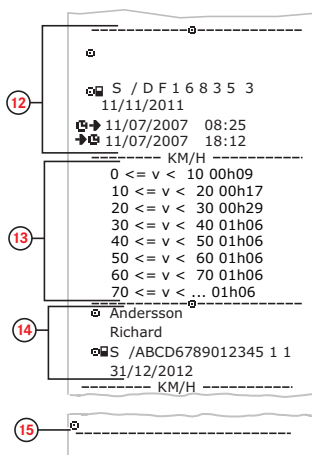 12
S / D F 1 6 8 3 5 3
11/11/2011
11/07/2007 08:25
11/07/2007 18:12
------- KM/H -----------
13
0 <= v < 10 00h09
10 <= v < 20 00h17
20 <= v < 30 00h29
30 <= v < 40 01h06
40 <= v < 50 01h06
50 <= v < 60 01h06
60 <= v < 70 01h06
70 <= v < ... 01h06
14
Andersson
Richard
S /ABCD6789012345 1 1
31/12/2012
-------- KM/H -----------
15